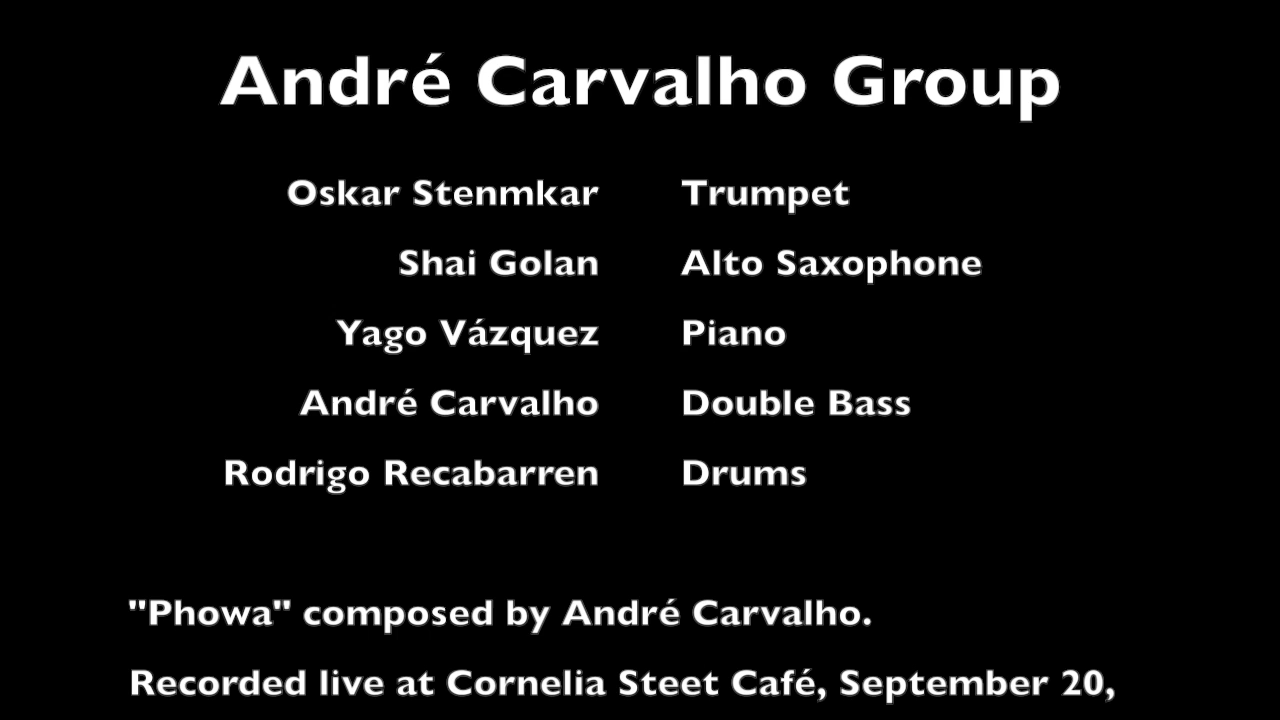 André Carvalho Group
Oskar Stenmkar Trumpet
Shai Golan Alto Saxophone
Yago Vázquez Piano
André Carvalho Double Bass
Rodrigo Recabarren Drums
"Phowa" composed by André Carvalho.
Recorded live at Cornelia Steet Café, September 20,